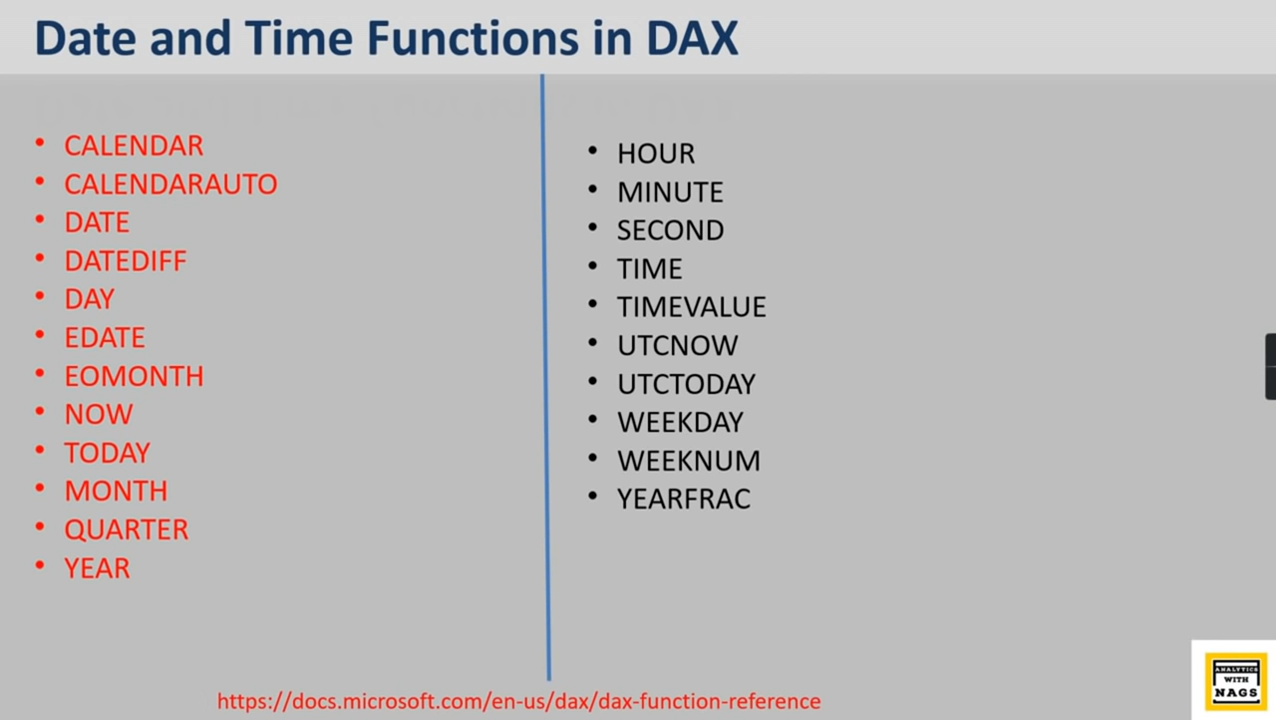 Date and Time Functions in DAX
• CALENDAR
• CALENDARAUTO
• DATE
• DATEDIFF
• DAY
• EDATE
• EOMONTH
• NOW
• TODAY
• MONTH
• QUARTER
• YEAR
• HOUR
• MINUTE
• SECOND
• TIME
• TIMEVALUE
• UTCNOW
• UTCTODAY
• WEEKDAY
• WEEKNUM
• YEARFRAC
https://docs.microsoft.com/en-us/dax/dax-function-reference
ANALYTICS
WITH
NAGS